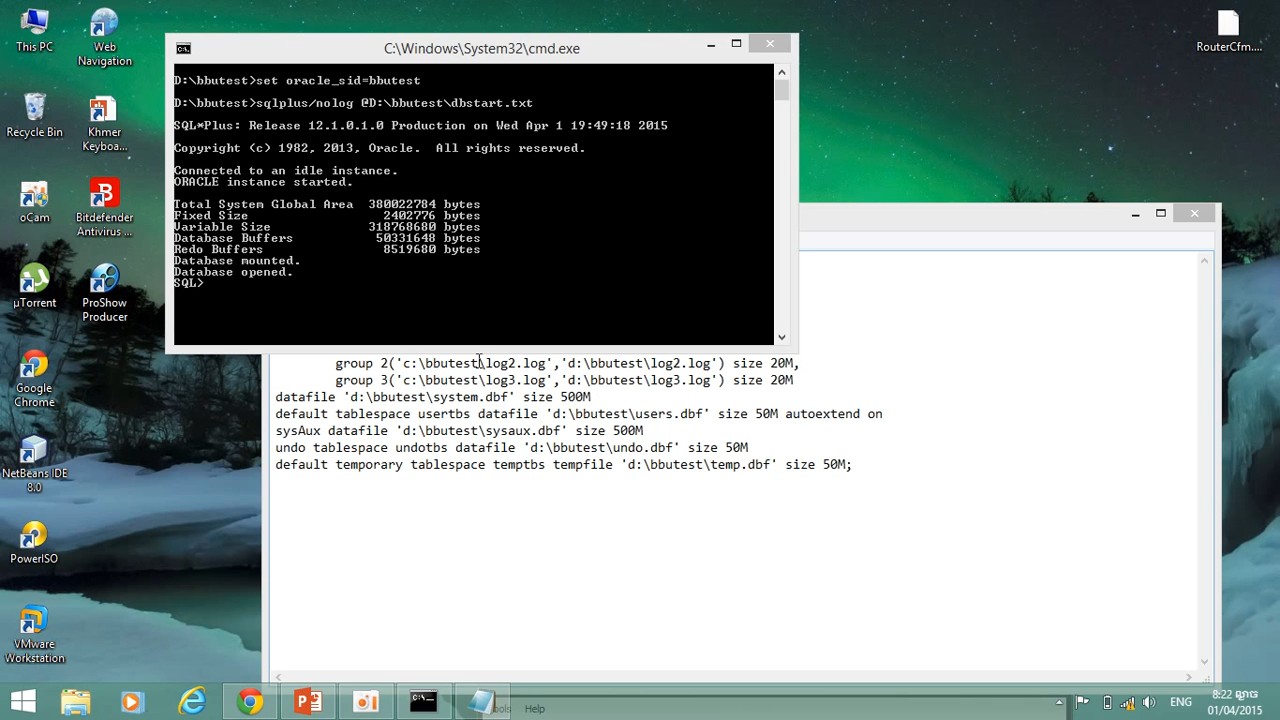 This PC
Web Navigation
Recycle Bin
Khmer Keyboa...
oCam
Bitdefender Antivirus ...
µTorrent
ProShow Producer
Google Chrome
NetBeans IDE 8.0
PowerISO
VMware Workstation
RouterCfm....
C:\Windows\System32\cmd.exe
D:\bbutest>set oracle_sid=bbutest
D:\bbutest>sqlplus/nolog @D:\bbutest\dbstart.txt
SQL*Plus: Release 12.1.0.1.0 Production on Wed Apr 1 19:49:18 2015
Copyright (c) 1982, 2013, Oracle.  All rights reserved.
Connected to an idle instance.
ORACLE instance started.
Total System Global Area  380022784 bytes
Fixed Size                  2402776 bytes
Variable Size             318768680 bytes
Database Buffers           50331648 bytes
Redo Buffers                8519680 bytes
Database mounted.
Database opened.
SQL>
group 2('c:\bbutest\log2.log','d:\bbutest\log2.log') size 20M,
group 3('c:\bbutest\log3.log','d:\bbutest\log3.log') size 20M
datafile 'd:\bbutest\system.dbf' size 500M
default tablespace usertbs datafile 'd:\bbutest\users.dbf' size 50M autoextend on
sysAux datafile 'd:\bbutest\sysaux.dbf' size 500M
undo tablespace undotbs datafile 'd:\bbutest\undo.dbf' size 50M
default temporary tablespace temptbs tempfile 'd:\bbutest\temp.dbf' size 50M;
Help
ENG
8:22
01/04/2015